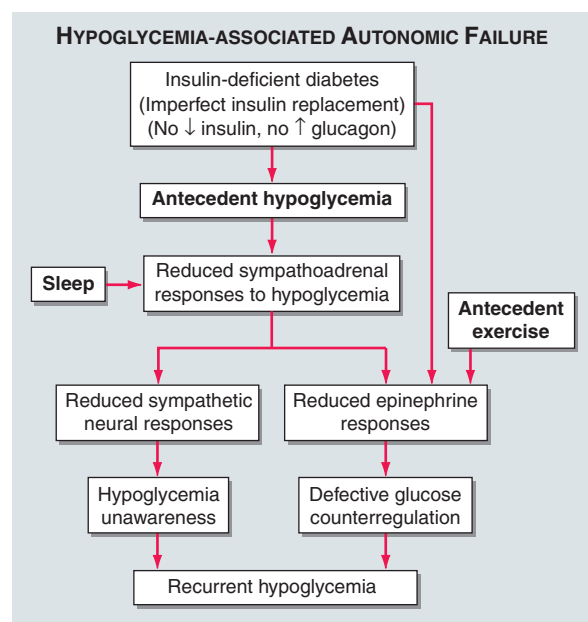 HYPOGLYCEMIA-ASSOCIATED AUTONOMIC FAILURE
Insulin-deficient diabetes
(Imperfect insulin replacement)
(No ↓ insulin, no ↑ glucagon)
Antecedent hypoglycemia
Reduced sympathoadrenal
responses to hypoglycemia
Sleep
Antecedent
exercise
Reduced sympathetic
neural responses
Reduced epinephrine
responses
Hypoglycemia
unawareness
Defective glucose
counterregulation
Recurrent hypoglycemia